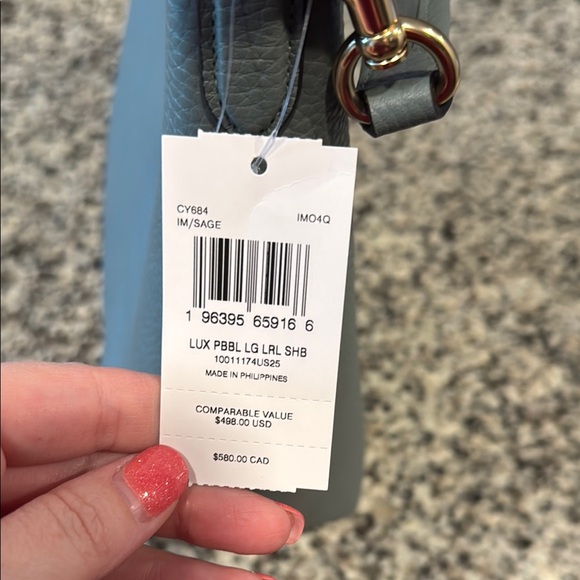 CY684 IMO4Q
IM/SAGE
1 96395 65916 6
LUX PBBL LG LRL SHB
10011174US25
MADE IN PHILIPPINES
COMPARABLE VALUE
$498.00 USD
$580.00 CAD